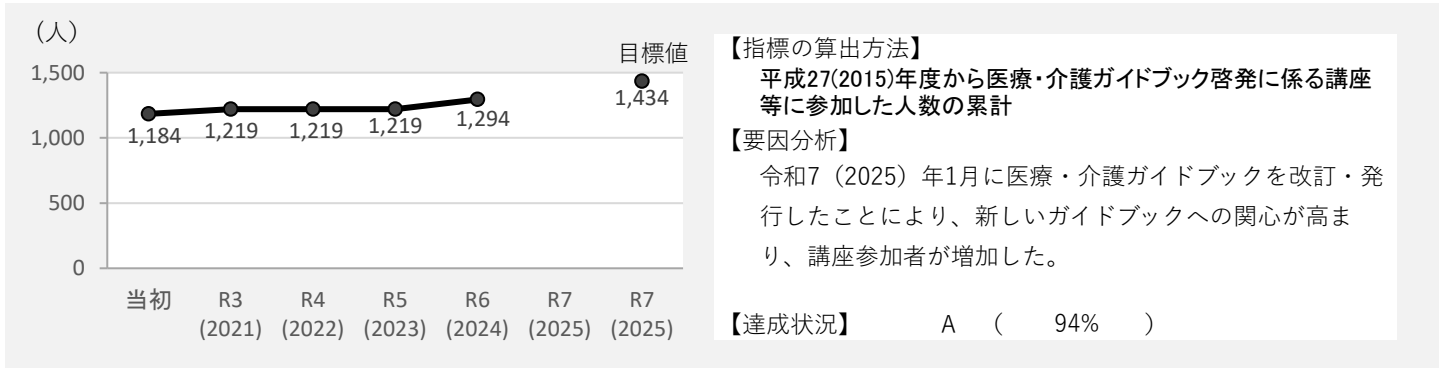 （人）
目標値
1,500
1,000
500
0
1,184
1,219
1,219
1,219
1,294
1,434
当初 R3 R4 R5 R6 R7 R7
(2021) (2022) (2023) (2024) (2025) (2025)
【指標の算出方法】
平成27(2015)年度から医療・介護ガイドブック啓発に係る講座
等に参加した人数の累計
【要因分析】
令和7（2025）年1月に医療・介護ガイドブックを改訂・発
行したことにより、新しいガイドブックへの関心が高ま
り、講座参加者が増加した。
【達成状況】 A （ 94% ）